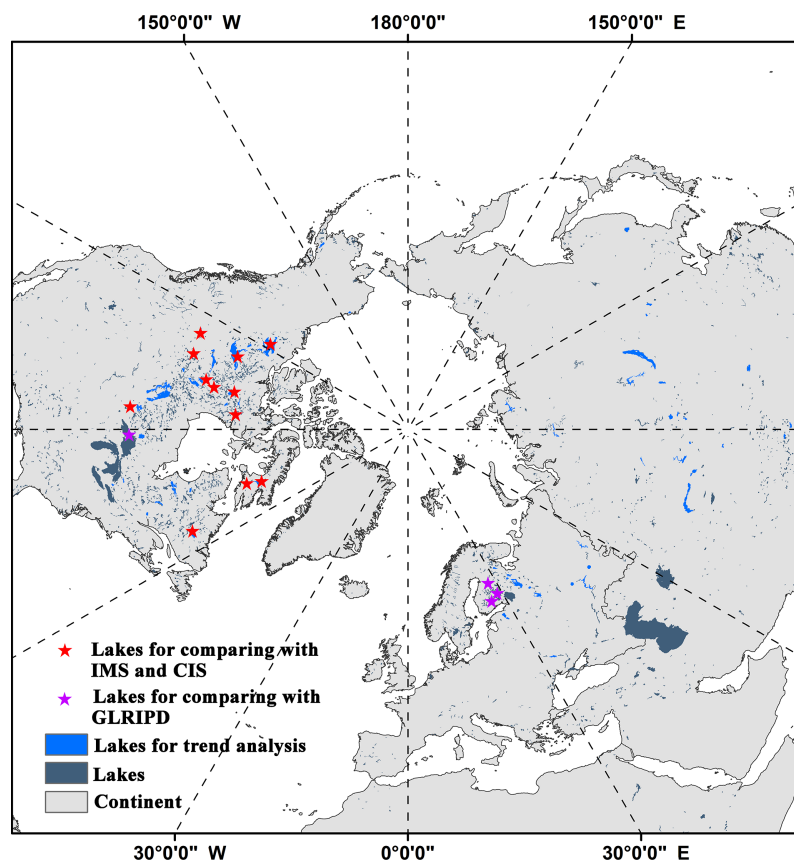 150°0'0" W
180°0'0"
150°0'0" E
Lakes for comparing with
IMS and CIS
Lakes for comparing with
GLRIPD
Lakes for trend analysis
Lakes
Continent
30°0'0" W
0°0'0"
30°0'0" E